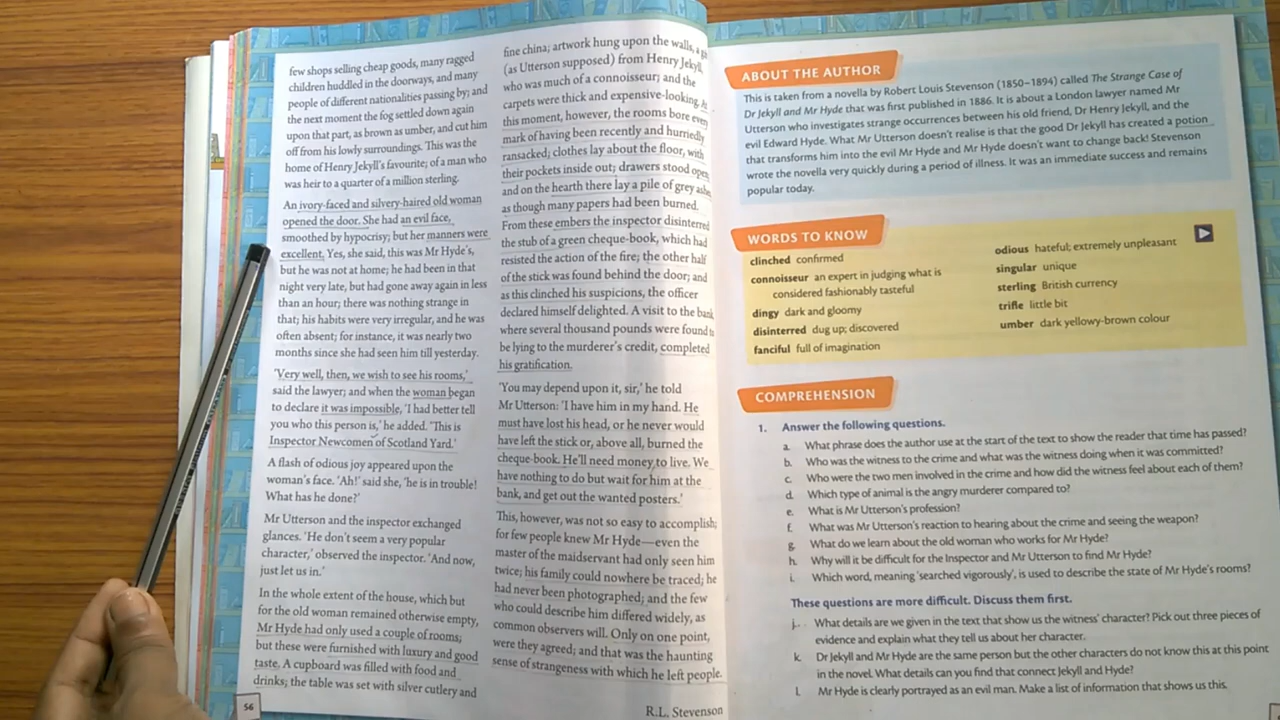 few shops selling cheap goods, many ragged
children huddled in the doorways, and many
people of different nationalities passing by; and
the next moment the fog settled down again
upon that part, as brown as umber, and cut him
off from his lowly surroundings. This was the
home of Henry Jekyll's favourite; of a man who
was heir to a quarter of a million sterling.
An ivory-faced and silvery-haired old woman
opened the door. She had an evil face,
smoothed by hypocrisy; but her manners were
excellent. Yes, she said, this was Mr Hyde's,
but he was not at home; he had been in that
night very late, but had gone away again in less
than an hour; there was nothing strange in
that; his habits were very irregular, and he was
often absent; for instance, it was nearly two
months since she had seen him till yesterday.
'Very well, then, we wish to see his rooms,'
said the lawyer; and when the woman began
to declare it was impossible, 'I had better tell
you who this person is,' he added. 'This is
Inspector Newcomen of Scotland Yard.'
A flash of odious joy appeared upon the
woman's face. 'Ah!' said she, 'he is in trouble!
What has he done?'
Mr Utterson and the inspector exchanged
glances. 'He don't seem a very popular
character,' observed the inspector. 'And now,
just let us in.'
In the whole extent of the house, which but
for the old woman remained otherwise empty,
Mr Hyde had only used a couple of rooms;
but these were furnished with luxury and good
taste. A cupboard was filled with food and
drinks; the table was set with silver cutlery and
56
fine china; artwork hung upon the walls, a
(as Utterson supposed) from Henry Jekyll,
who was much of a connoisseur; and the
carpets were thick and expensive-looking. At
this moment, however, the rooms bore every
mark of having been recently and hurriedly
ransacked; clothes lay about the floor, with
their pockets inside out; drawers stood open;
and on the hearth there lay a pile of grey ashes
as though many papers had been burned.
From these embers the inspector disinterred
the stub of a green cheque-book, which had
resisted the action of the fire; the other half
of the stick was found behind the door; and
as this clinched his suspicions, the officer
declared himself delighted. A visit to the bank,
where several thousand pounds were found to
be lying to the murderer's credit, completed
his gratification.
'You may depend upon it, sir,' he told
Mr Utterson: 'I have him in my hand. He
must have lost his head, or he never would
have left the stick or, above all, burned the
cheque-book. He'll need money to live. We
have nothing to do but wait for him at the
bank, and get out the wanted posters.'
This, however, was not so easy to accomplish;
for few people knew Mr Hyde—even the
master of the maidservant had only seen him
twice; his family could nowhere be traced; he
had never been photographed; and the few
who could describe him differed widely, as
common observers will. Only on one point,
were they agreed; and that was the haunting
sense of strangeness with which he left people.
R.L. Stevenson
ABOUT THE AUTHOR
This is taken from a novella by Robert Louis Stevenson (1850–1894) called The Strange Case of
Dr Jekyll and Mr Hyde that was first published in 1886. It is about a London lawyer named Mr
Utterson who investigates strange occurrences between his old friend, Dr Henry Jekyll, and the
evil Edward Hyde. What Mr Utterson doesn't realise is that the good Dr Jekyll has created a potion
that transforms him into the evil Mr Hyde and Mr Hyde doesn't want to change back! Stevenson
wrote the novella very quickly during a period of illness. It was an immediate success and remains
popular today.
WORDS TO KNOW
clinched confirmed
connoisseur an expert in judging what is
considered fashionably tasteful
dingy dark and gloomy
disinterred dug up; discovered
fanciful full of imagination
odious hateful; extremely unpleasant
singular unique
sterling British currency
trifle little bit
umber dark yellowy-brown colour
COMPREHENSION
1. Answer the following questions.
a. What phrase does the author use at the start of the text to show the reader that time has passed?
b. Who was the witness to the crime and what was the witness doing when it was committed?
c. Who were the two men involved in the crime and how did the witness feel about each of them?
d. Which type of animal is the angry murderer compared to?
e. What is Mr Utterson's profession?
f. What was Mr Utterson's reaction to hearing about the crime and seeing the weapon?
g. What do we learn about the old woman who works for Mr Hyde?
h. Why will it be difficult for the Inspector and Mr Utterson to find Mr Hyde?
i. Which word, meaning 'searched vigorously', is used to describe the state of Mr Hyde's rooms?
These questions are more difficult. Discuss them first.
j. What details are we given in the text that show us the witness' character? Pick out three pieces of
evidence and explain what they tell us about her character.
k. Dr Jekyll and Mr Hyde are the same person but the other characters do not know this at this point
in the novel. What details can you find that connect Jekyll and Hyde?
l. Mr Hyde is clearly portrayed as an evil man. Make a list of information that shows us this.